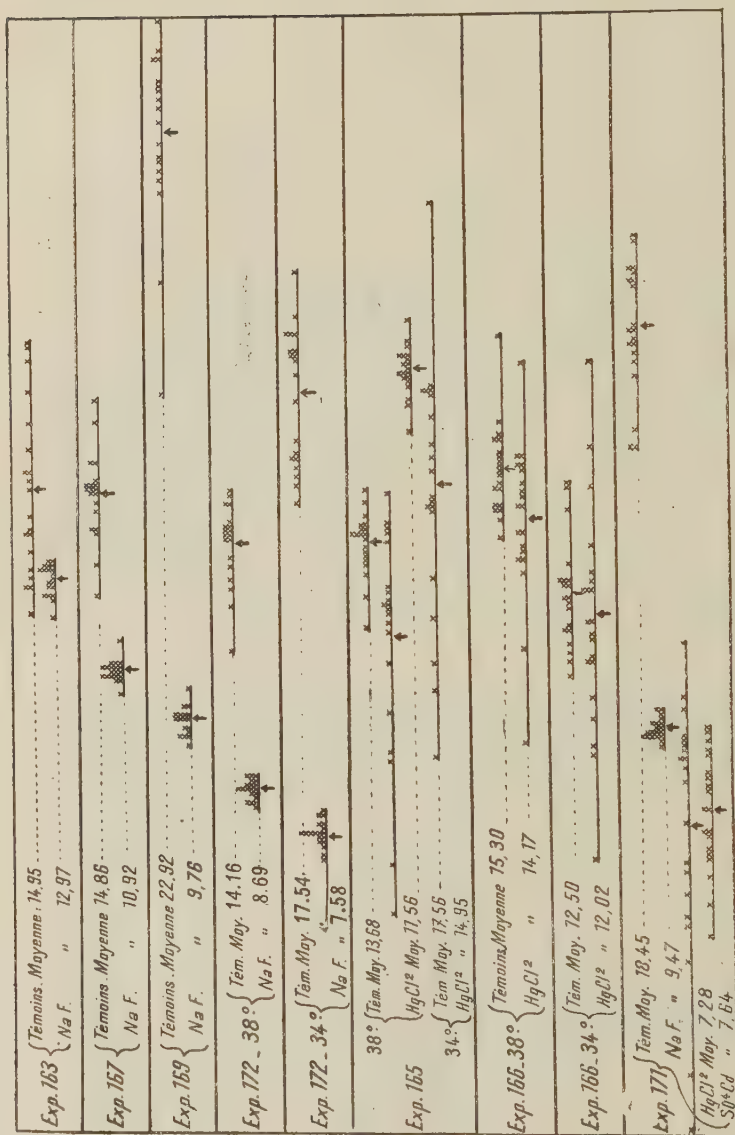 Exp. 163 { Témoins. Moyenne : 14,95
Na F. " 12,97
Exp. 167 { Témoins. Moyenne 14,86
Na F. " 10,92
Exp. 169 { Témoins. Moyenne 22,92
Na F. " 9,76
Exp. 172 - 38° { Tém. Moy. 14.16
Na F. " 8.69
Exp. 172 - 34° { Tém. Moy. 17.54
Na F. " 7.58
Exp. 165
38° { Tém. Moy. 13,68
HgCl² Moy. 11,56
34° { Tém. Moy. 17,56
HgCl² " 14,95
Exp. 166 - 38° { Témoins, Moyenne 15,30
HgCl² " 14,17
Exp. 166 - 34° { Tém. Moy. 12,50
HgCl² " 12,02
Exp. 171 { Tém. Moy. 18,45
Na F. " 9,47
{ HgCl² Moy. 7,28
SO⁴Cd " 7,64